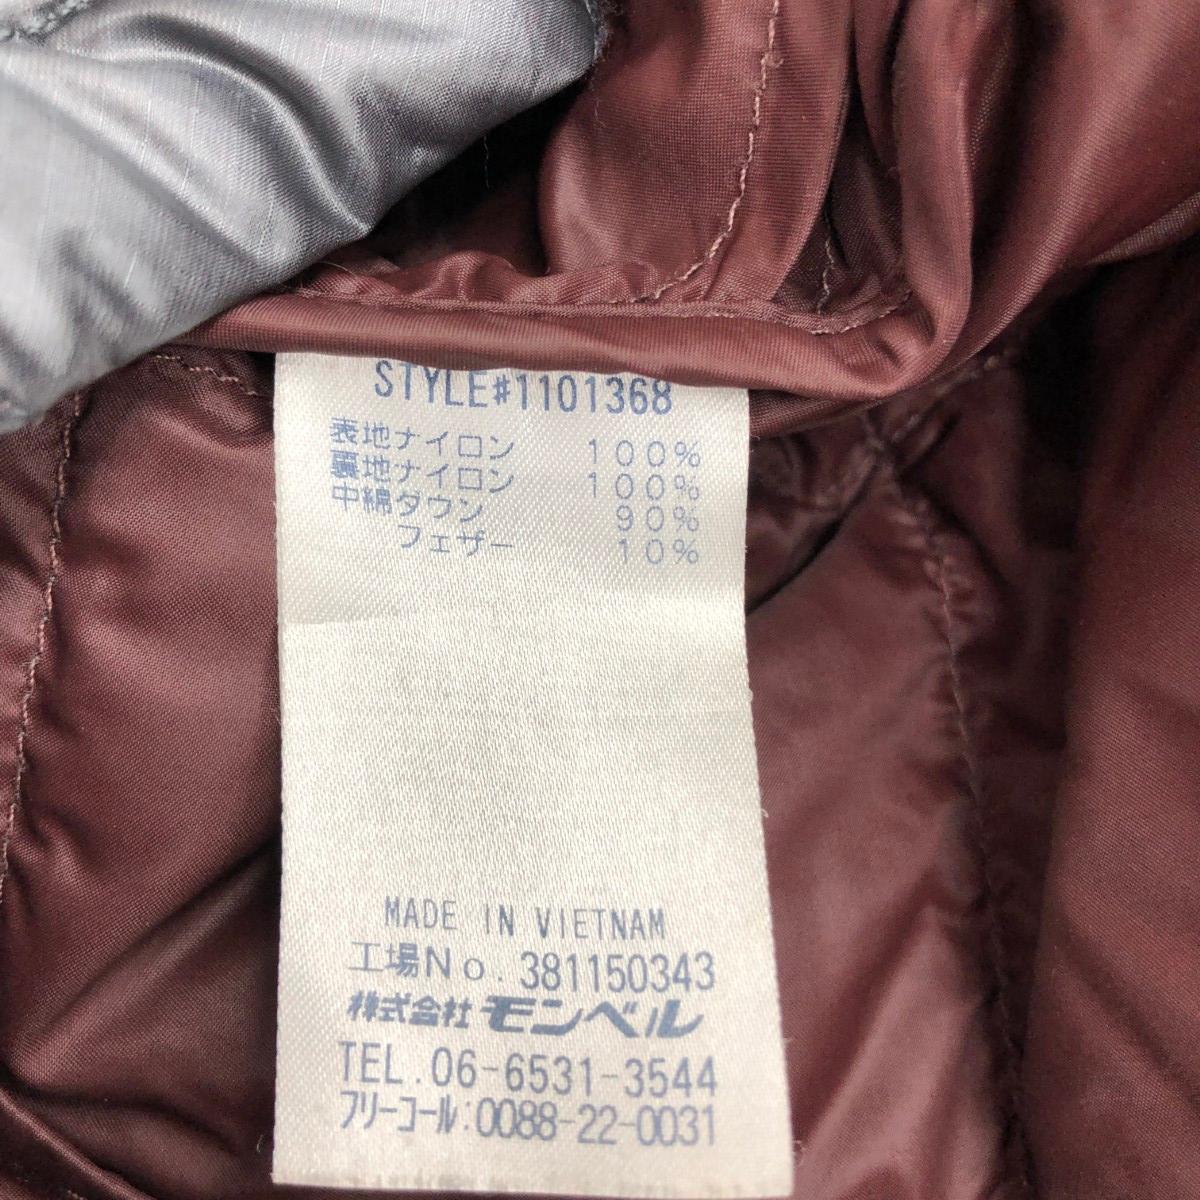 STYLE#1101368
表地ナイロン 100%
裏地ナイロン 100%
中綿ダウン 90%
フェザー 10%
MADE IN VIETNAM
工場No. 381150343
株式会社 モンベル
TEL.06-6531-3544
フリーコール:0088-22-0031